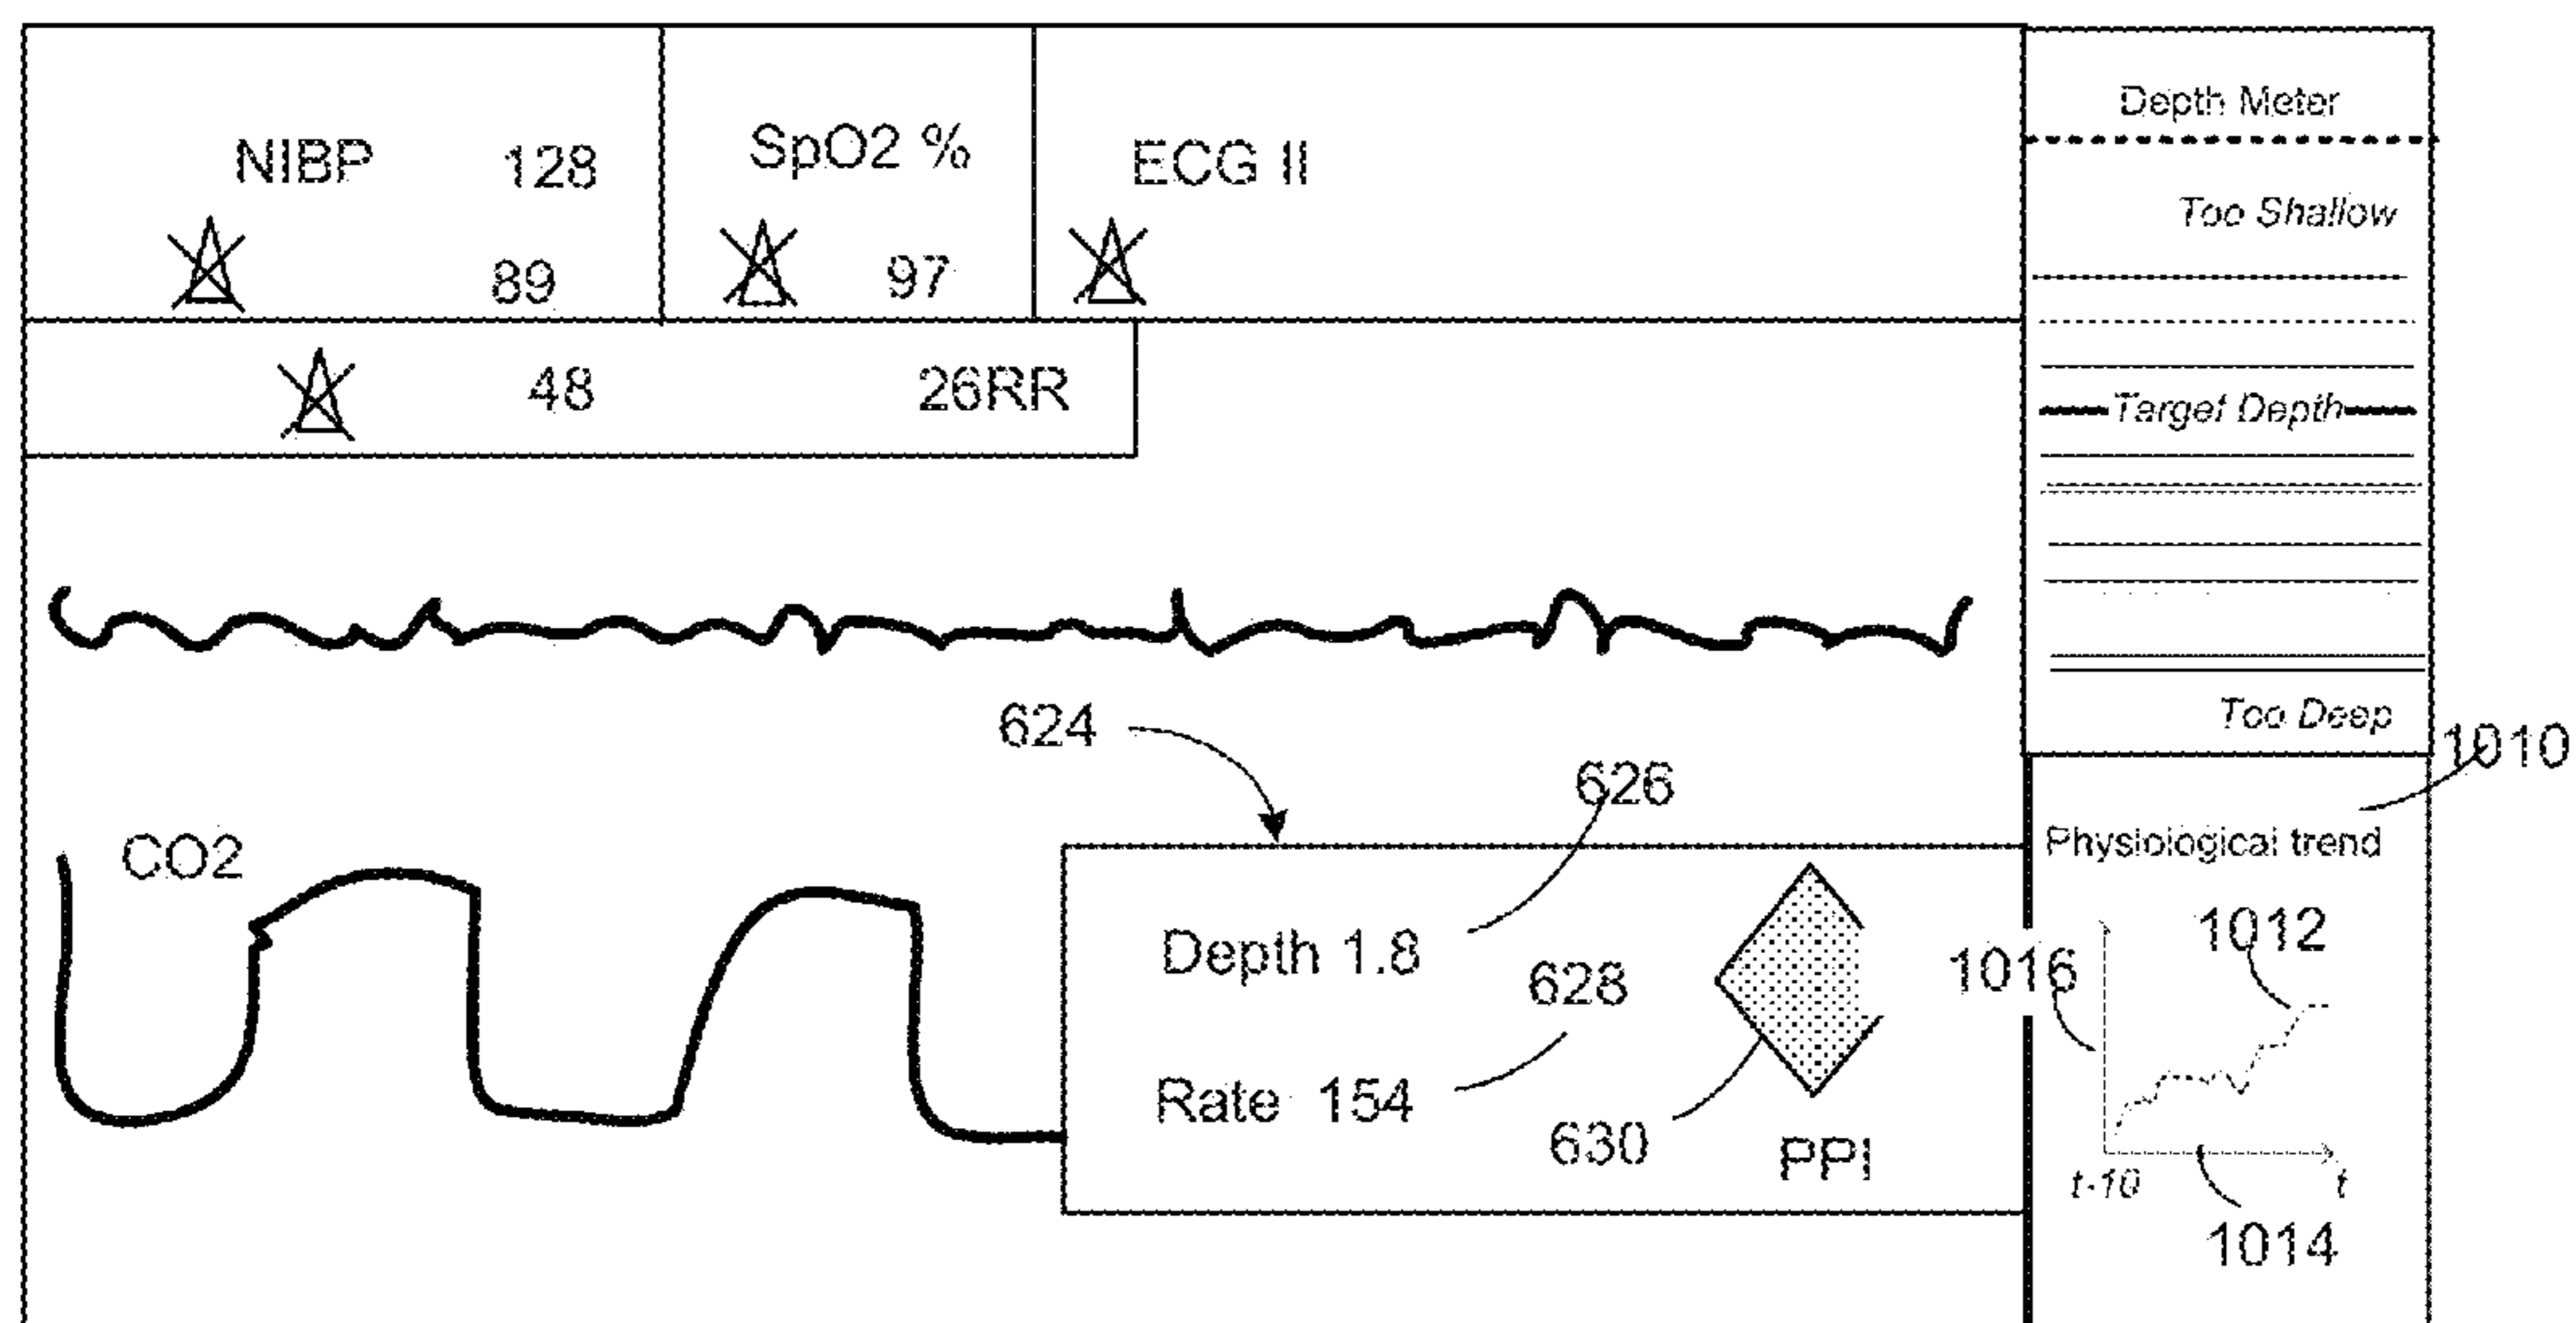 NIBP 128
89
SpO2 %
97
ECG II
48 26RR
Depth Meter
Too Shallow
Target Depth
Too Deep
624
626
1010
CO2
Depth 1.8
628
Rate 154
630
PPI
Physiological trend
1012
1016
t-10 t
1014